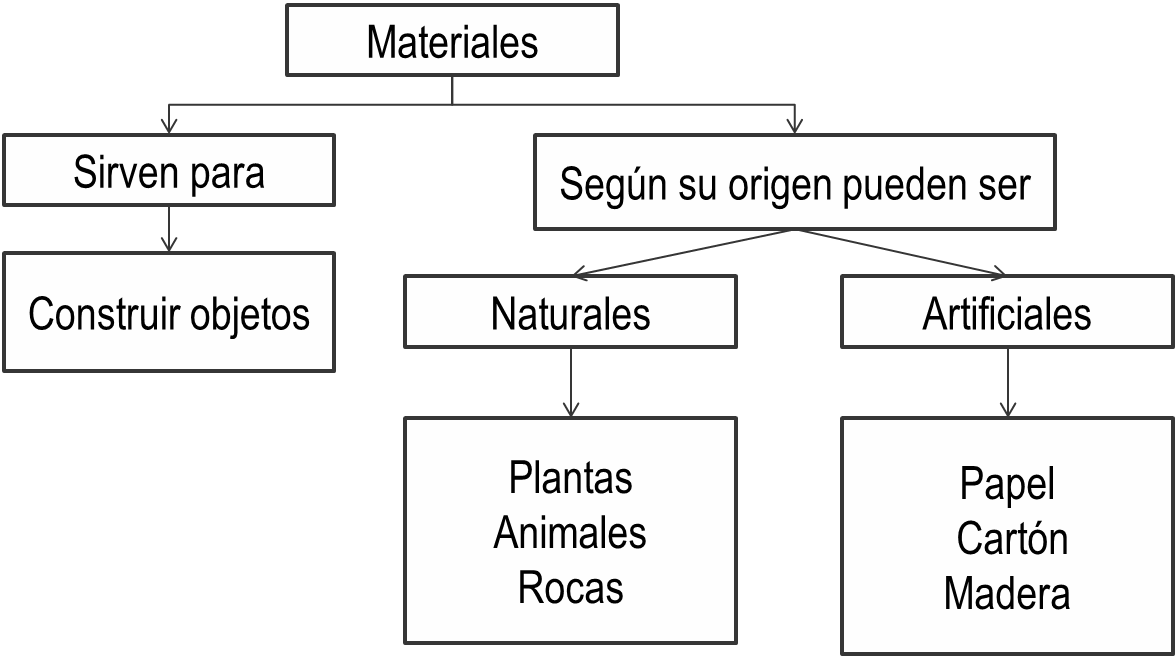 Materiales
Sirven para
Según su origen pueden ser
Construir objetos
Naturales
Artificiales
Plantas
Animales
Rocas
Papel
Cartón
Madera